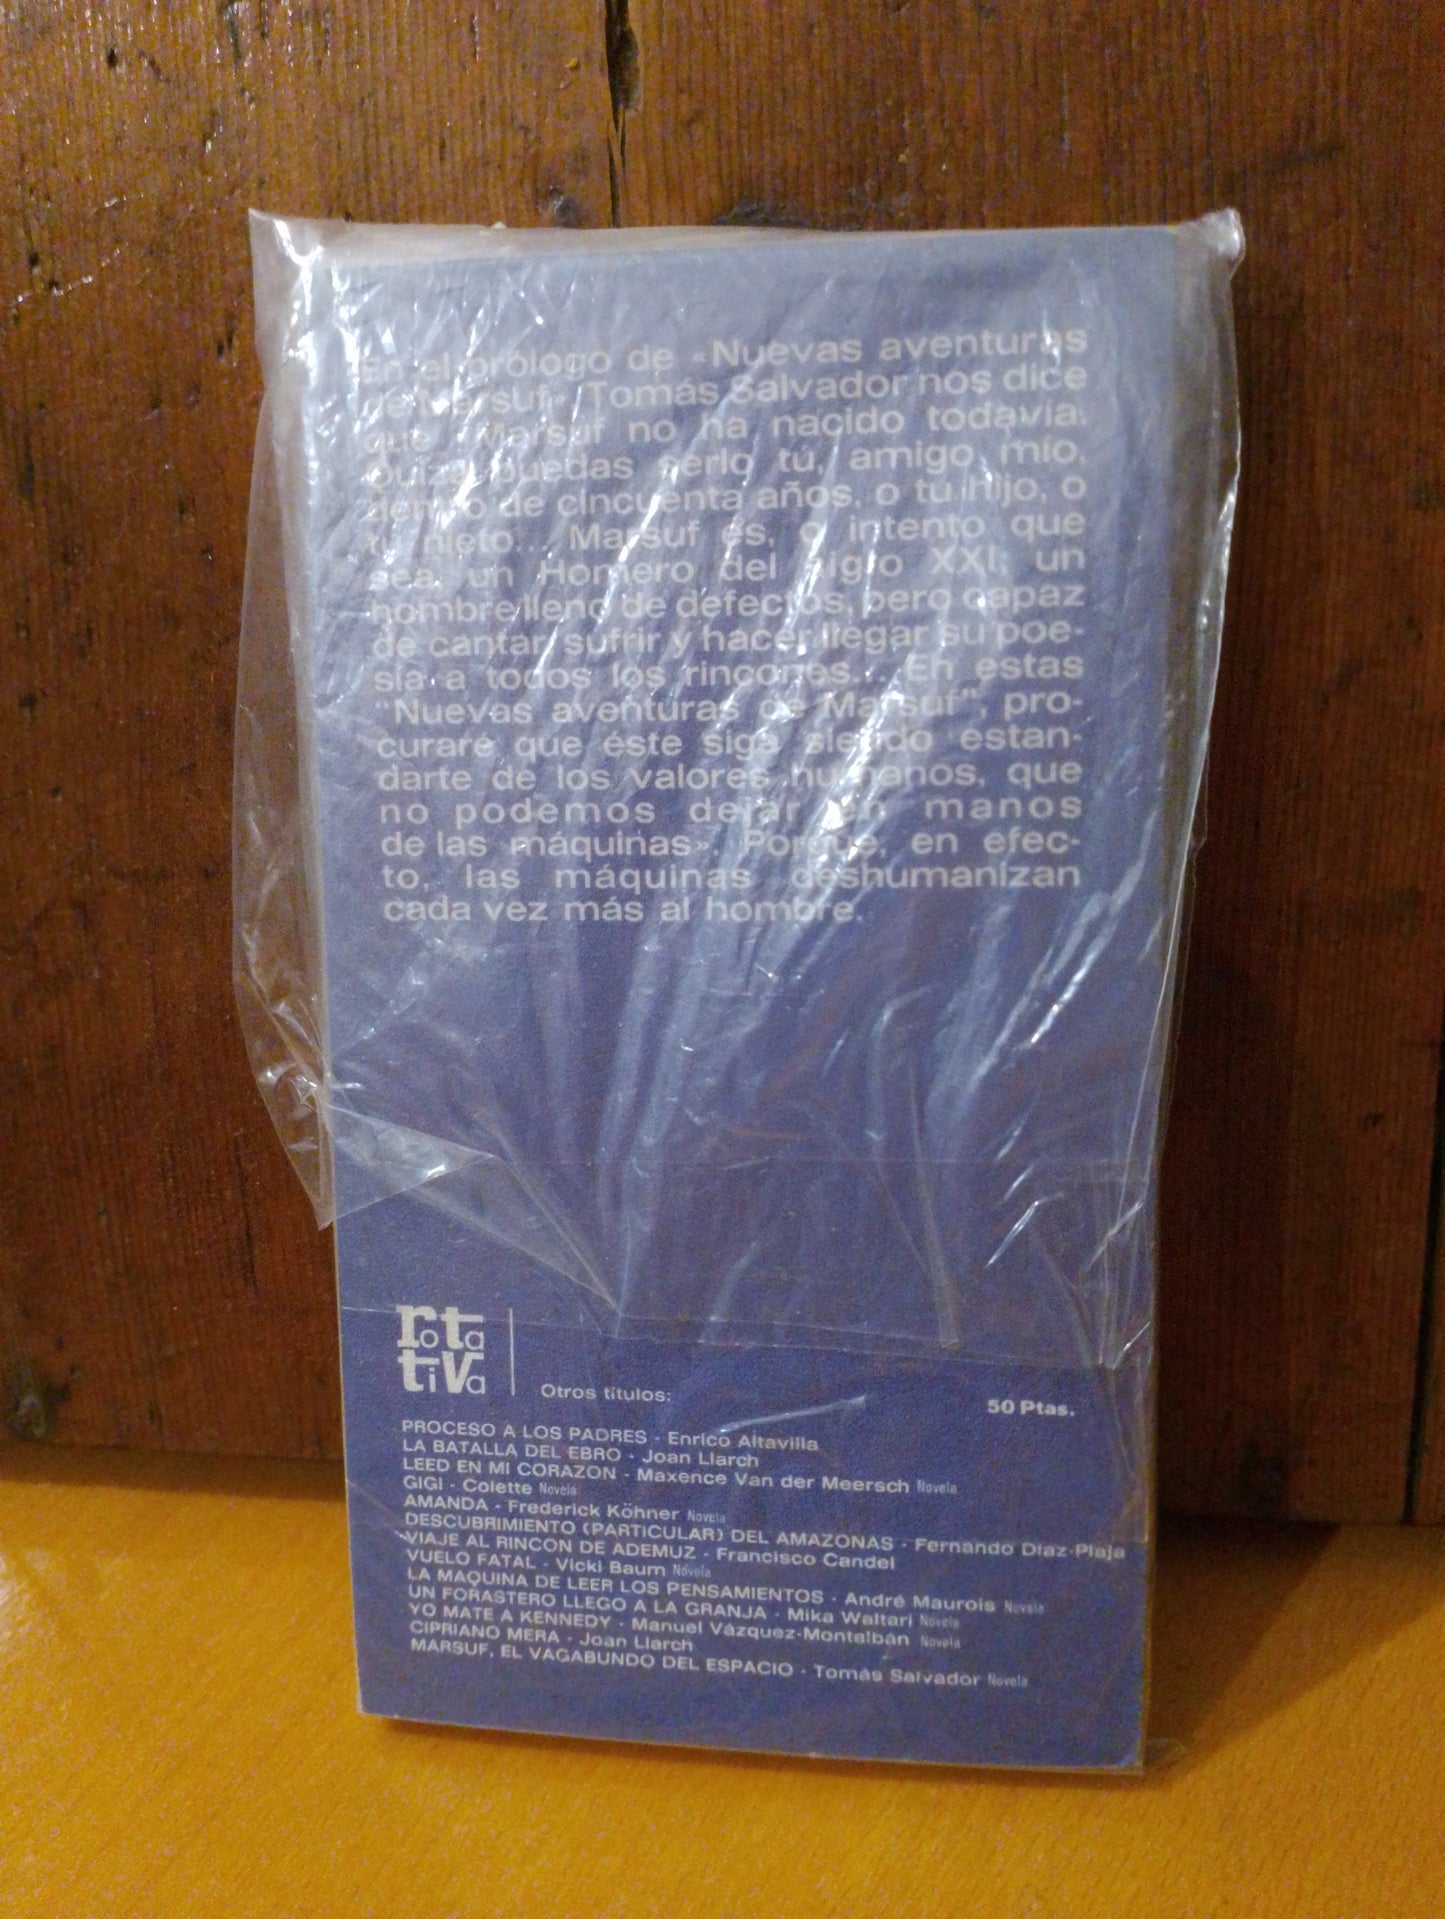 En el prólogo de «Nuevas aventuras
de Marsuf» Tomás Salvador nos dice
que «Marsuf no ha nacido todavía.
Quizá puedas serlo tú, amigo mío,
dentro de cincuenta años, o tu hijo, o
tu nieto... Marsuf es, o intento que
sea, un Homero del siglo XXI: un
hombre lleno de defectos, pero capaz
de cantar, sufrir y hacer llegar su poe-
sía a todos los rincones... En estas
"Nuevas aventuras de Marsuf", pro-
curaré que éste siga siendo estan-
darte de los valores humanos, que
no podemos dejar en manos
de las máquinas». Porque, en efec-
to, las máquinas deshumanizan
cada vez más al hombre.
rota
tiva
Otros títulos:
50 Ptas.
PROCESO A LOS PADRES - Enrico Altavilla
LA BATALLA DEL EBRO - Joan Llarch
LEED EN MI CORAZON - Maxence Van der Meersch Novela
GIGI - Colette Novela
AMANDA - Frederick Köhner Novela
DESCUBRIMIENTO (PARTICULAR) DEL AMAZONAS - Fernando Díaz-Plaja
VIAJE AL RINCON DE ADEMUZ - Francisco Candel
VUELO FATAL - Vicki Baum Novela
LA MAQUINA DE LEER LOS PENSAMIENTOS - André Maurois Novela
UN FORASTERO LLEGO A LA GRANJA - Mika Waltari Novela
YO MATE A KENNEDY - Manuel Vázquez-Montalbán Novela
CIPRIANO MERA - Joan Llarch
MARSUF, EL VAGABUNDO DEL ESPACIO - Tomás Salvador Novela